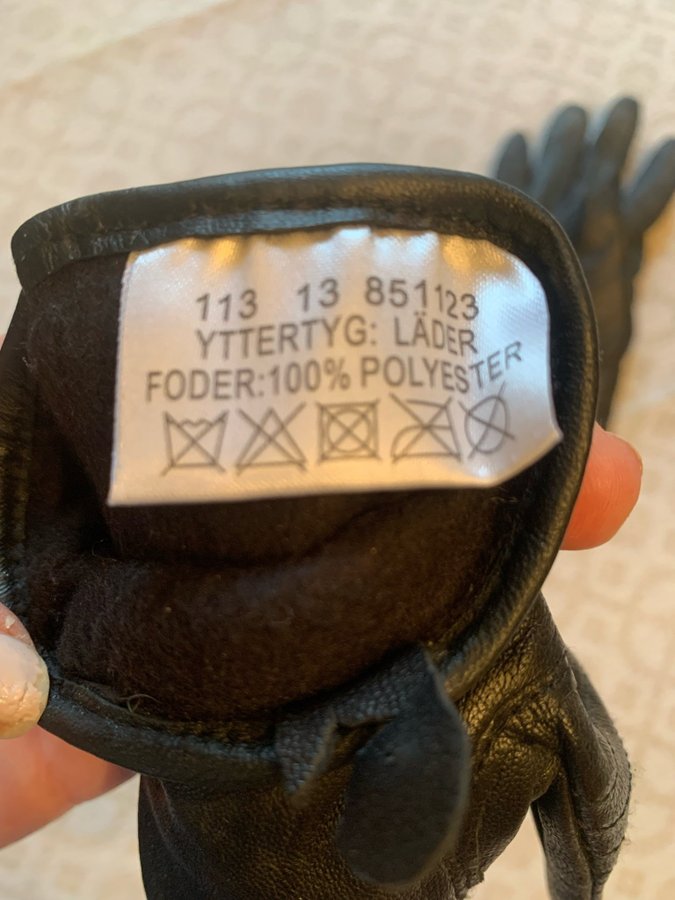 113 13 851123
YTTERTYG: LÄDER
FODER:100% POLYESTER